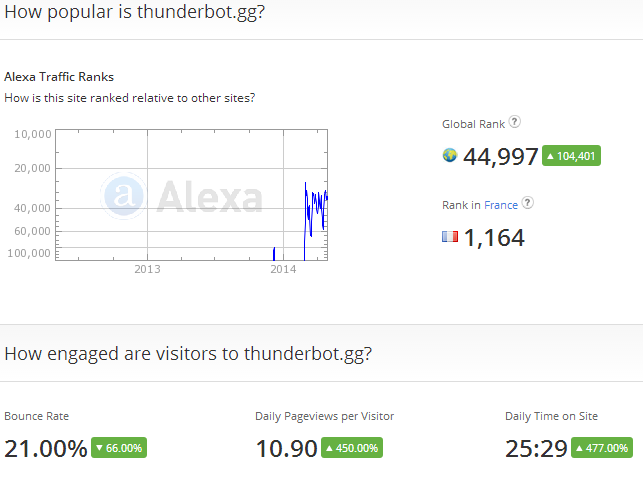 How popular is thunderbot.gg?
Alexa Traffic Ranks
How is this site ranked relative to other sites?
10,000
20,000
40,000
60,000
100,000
a Alexa
2013 2014
Global Rank ?
44,997 ▲ 104,401
Rank in France ?
1,164
How engaged are visitors to thunderbot.gg?
Bounce Rate Daily Pageviews per Visitor Daily Time on Site
21.00% ▼ 66.00% 10.90 ▲ 450.00% 25:29 ▲ 477.00%